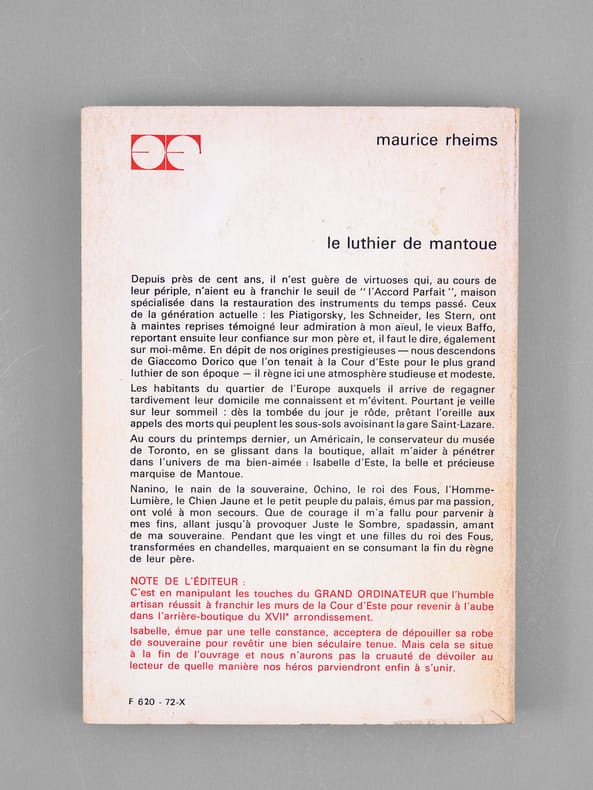 maurice rheims
le luthier de mantoue
Depuis près de cent ans, il n'est guère de virtuoses qui, au cours de
leur périple, n'aient eu à franchir le seuil de "l'Accord Parfait", maison
spécialisée dans la restauration des instruments du temps passé. Ceux
de la génération actuelle : les Piatigorsky, les Schneider, les Stern, ont
à maintes reprises témoigné leur admiration à mon aïeul, le vieux Baffo,
reportant ensuite leur confiance sur mon père et, il faut le dire, également
sur moi-même. En dépit de nos origines prestigieuses — nous descendons
de Giaccomo Dorico que l'on tenait à la Cour d'Este pour le plus grand
luthier de son époque — il règne ici une atmosphère studieuse et modeste.
Les habitants du quartier de l'Europe auxquels il arrive de regagner
tardivement leur domicile me connaissent et m'évitent. Pourtant je veille
sur leur sommeil : dès la tombée du jour je rôde, prêtant l'oreille aux
appels des morts qui peuplent les sous-sols avoisinant la gare Saint-Lazare.
Au cours du printemps dernier, un Américain, le conservateur du musée
de Toronto, en se glissant dans la boutique, allait m'aider à pénétrer
dans l'univers de ma bien-aimée : Isabelle d'Este, la belle et précieuse
marquise de Mantoue.
Nanino, le nain de la souveraine, Ochino, le roi des Fous, l'Homme-
Lumière, le Chien Jaune et le petit peuple du palais, émus par ma passion,
ont volé à mon secours. Que de courage il m'a fallu pour parvenir à
mes fins, allant jusqu'à provoquer Juste le Sombre, spadassin, amant
de ma souveraine. Pendant que les vingt et une filles du roi des Fous,
transformées en chandelles, marquaient en se consumant la fin du règne
de leur père.
NOTE DE L'ÉDITEUR :
C'est en manipulant les touches du GRAND ORDINATEUR que l'humble
artisan réussit à franchir les murs de la Cour d'Este pour revenir à l'aube
dans l'arrière-boutique du XVIIe arrondissement.
Isabelle, émue par une telle constance, acceptera de dépouiller sa robe
de souveraine pour revêtir une bien séculaire tenue. Mais cela se situe
à la fin de l'ouvrage et nous n'aurons pas la cruauté de dévoiler au
lecteur de quelle manière nos héros parviendront enfin à s'unir.
F 620 - 72-X